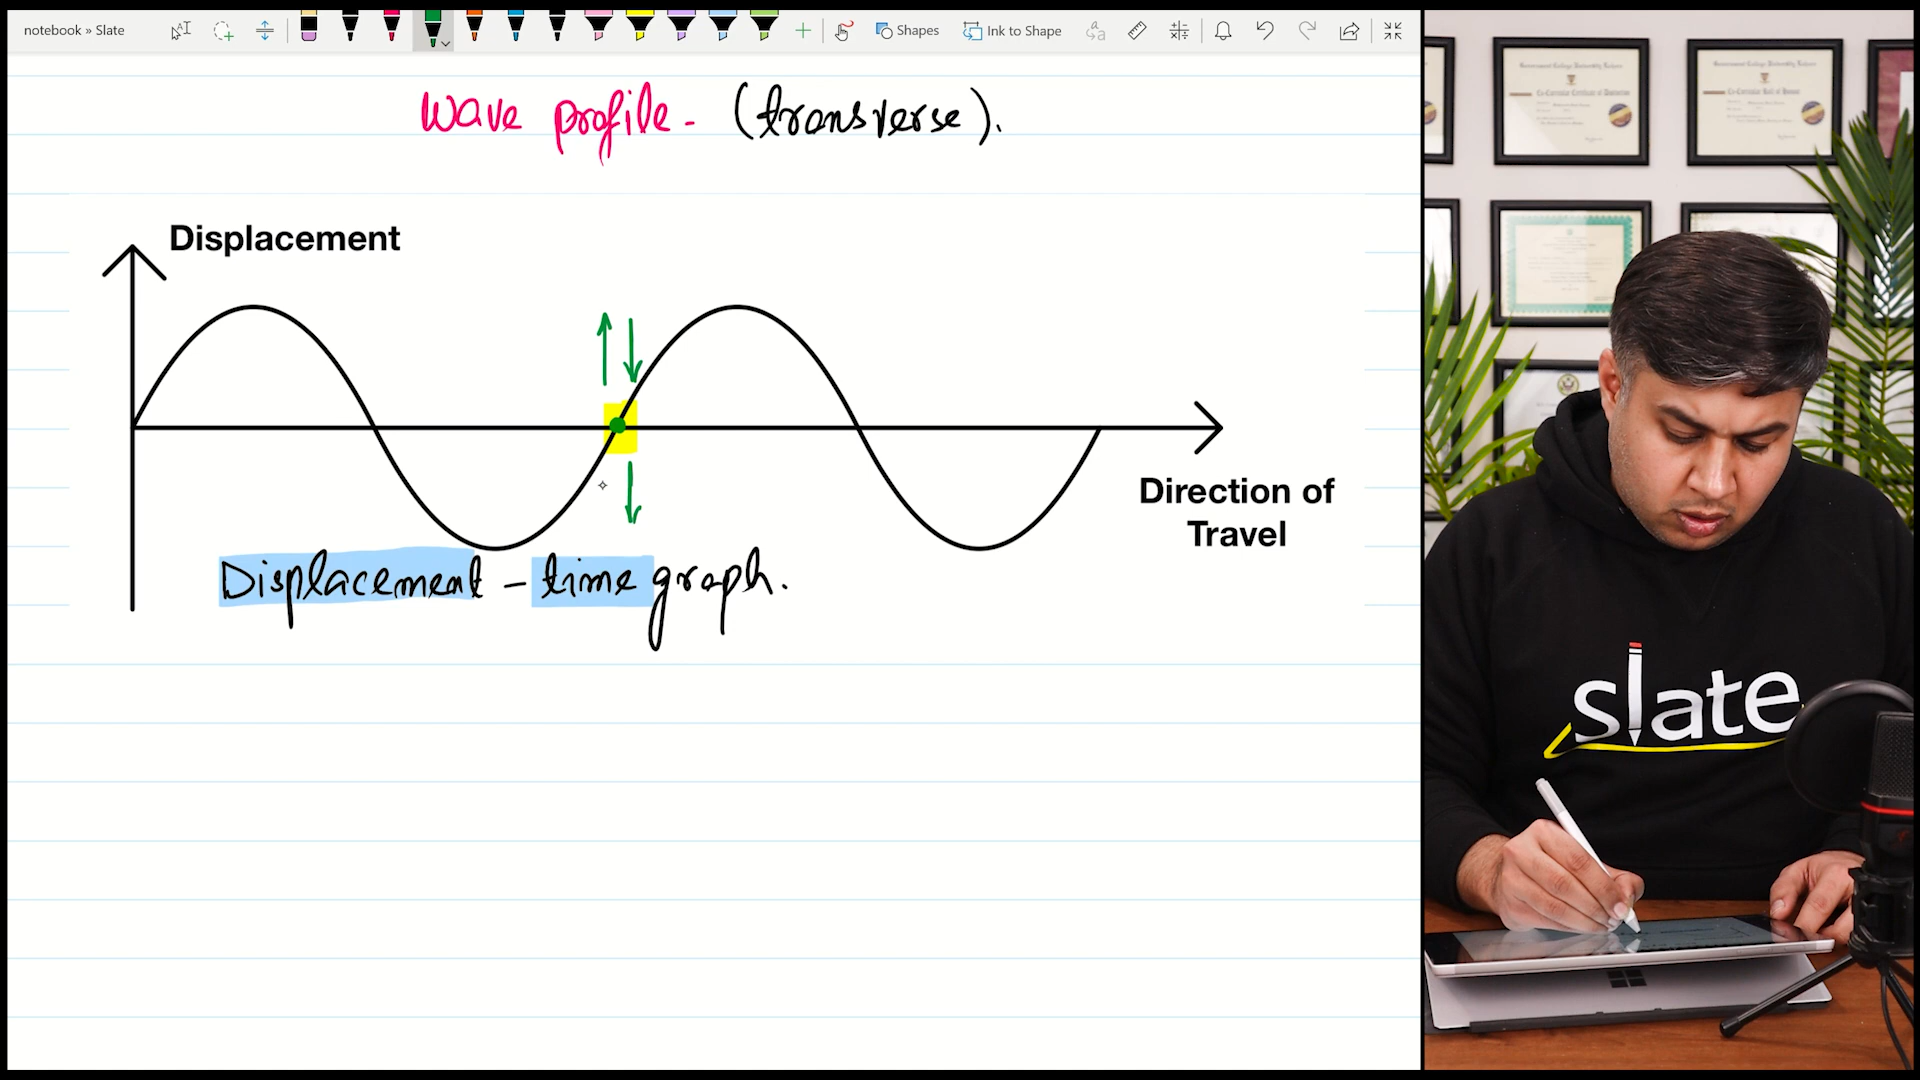 notebook » Slate
Shapes
Ink to Shape
Wave profile - (transverse).
Displacement
Direction of
Travel
Displacement - time graph.
slate